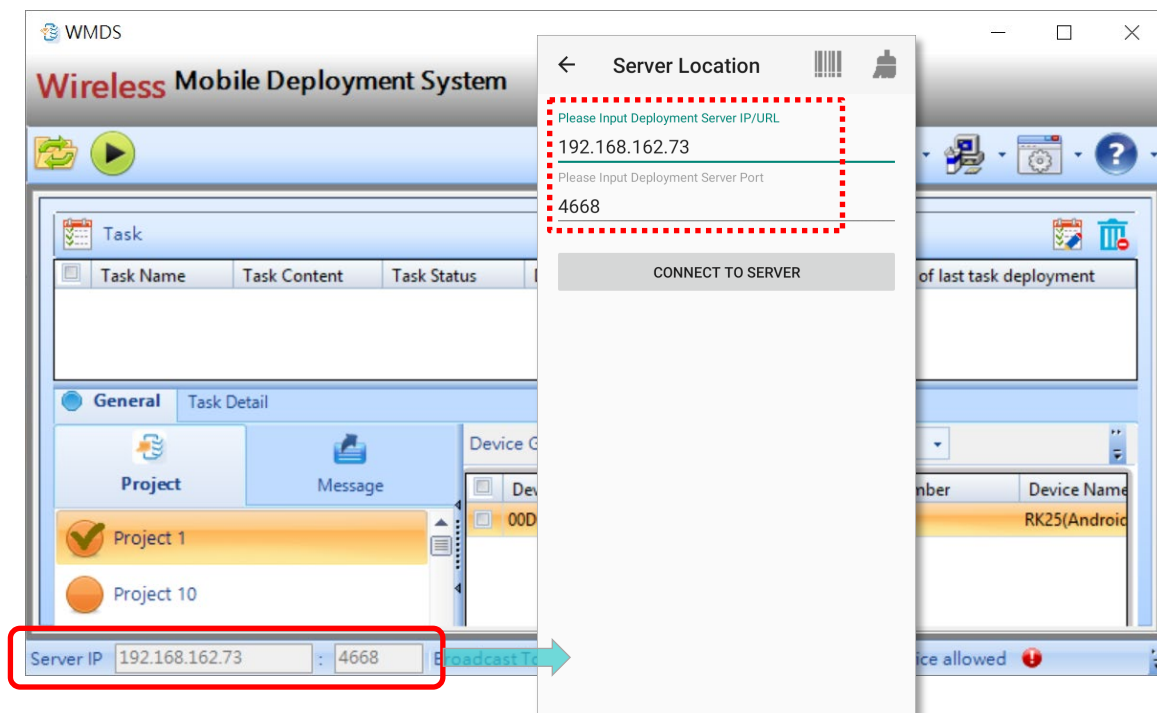 WMDS
Wireless Mobile Deployment System
Server Location
Please Input Deployment Server IP/URL
192.168.162.73
Please Input Deployment Server Port
4668
CONNECT TO SERVER
Task
Task Name Task Content Task Status of last task deployment
General Task Detail
Project Message
Device
mber Device Name
00D RK25(Android
Project 1
Project 10
Server IP 192.168.162.73 : 4668 Broadcast ice allowed